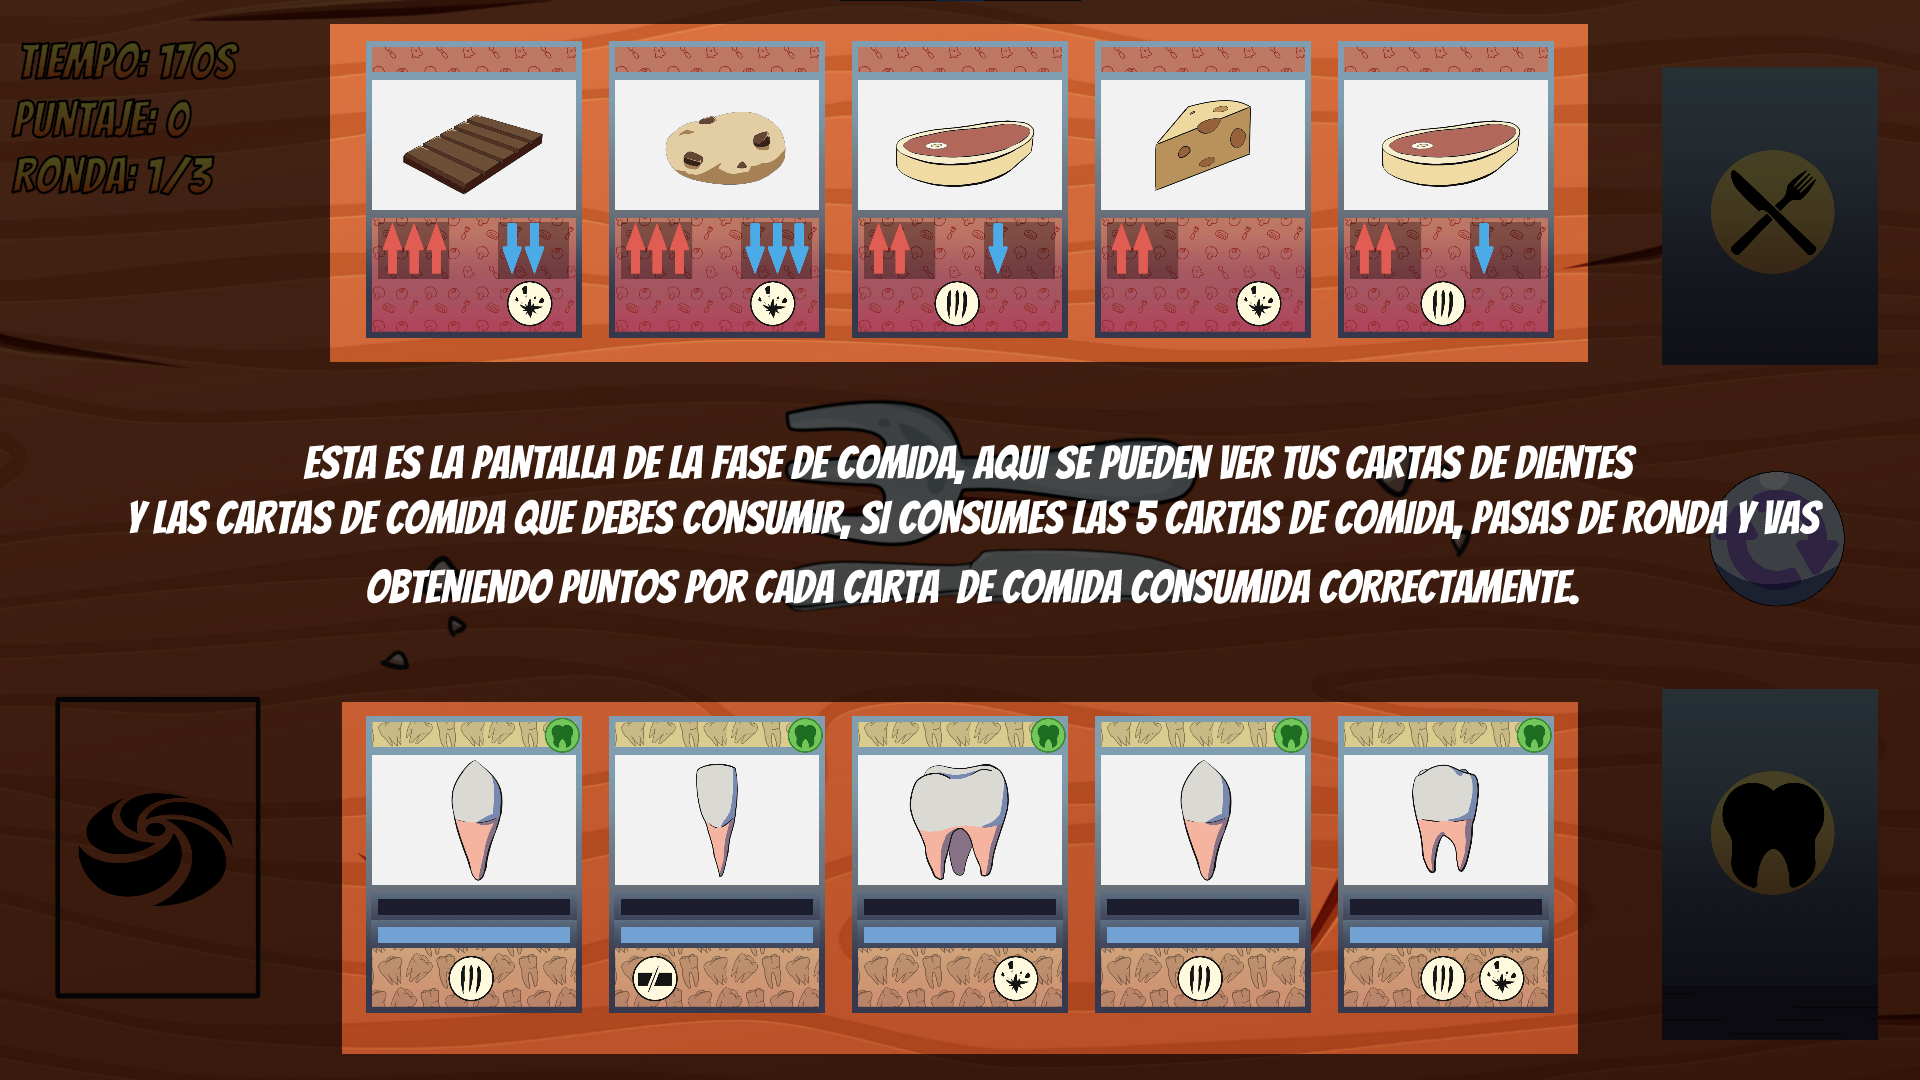 TIEMPO: 170S
PUNTAJE: 0
RONDA: 1/3
ESTA ES LA PANTALLA DE LA FASE DE COMIDA, AQUI SE PUEDEN VER TUS CARTAS DE DIENTES
Y LAS CARTAS DE COMIDA QUE DEBES CONSUMIR, SI CONSUMES LAS 5 CARTAS DE COMIDA, PASAS DE RONDA Y VAS
OBTENIENDO PUNTOS POR CADA CARTA DE COMIDA CONSUMIDA CORRECTAMENTE.